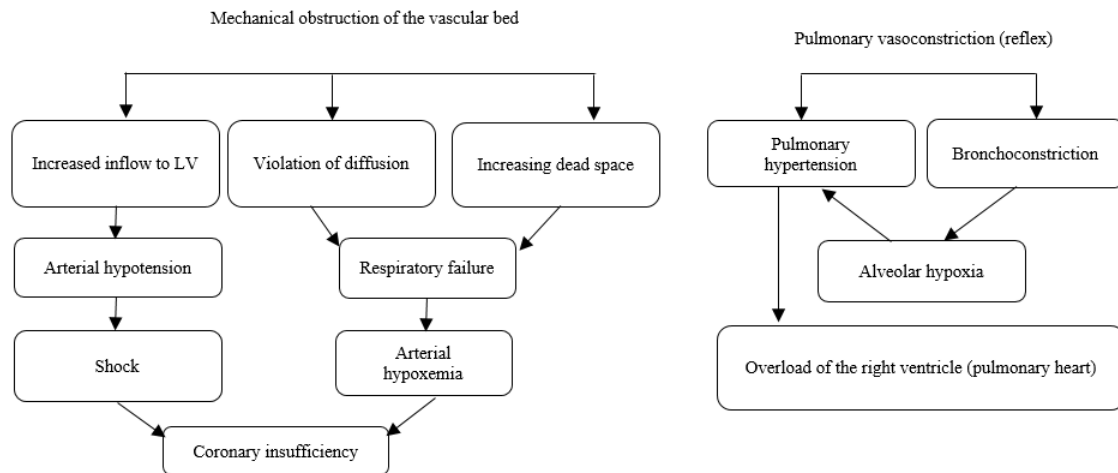 Mechanical obstruction of the vascular bed
Pulmonary vasoconstriction (reflex)
Increased inflow to LV
Violation of diffusion
Increasing dead space
Pulmonary
hypertension
Bronchoconstriction
Arterial hypotension
Respiratory failure
Alveolar hypoxia
Shock
Arterial
hypoxemia
Overload of the right ventricle (pulmonary heart)
Coronary insufficiency